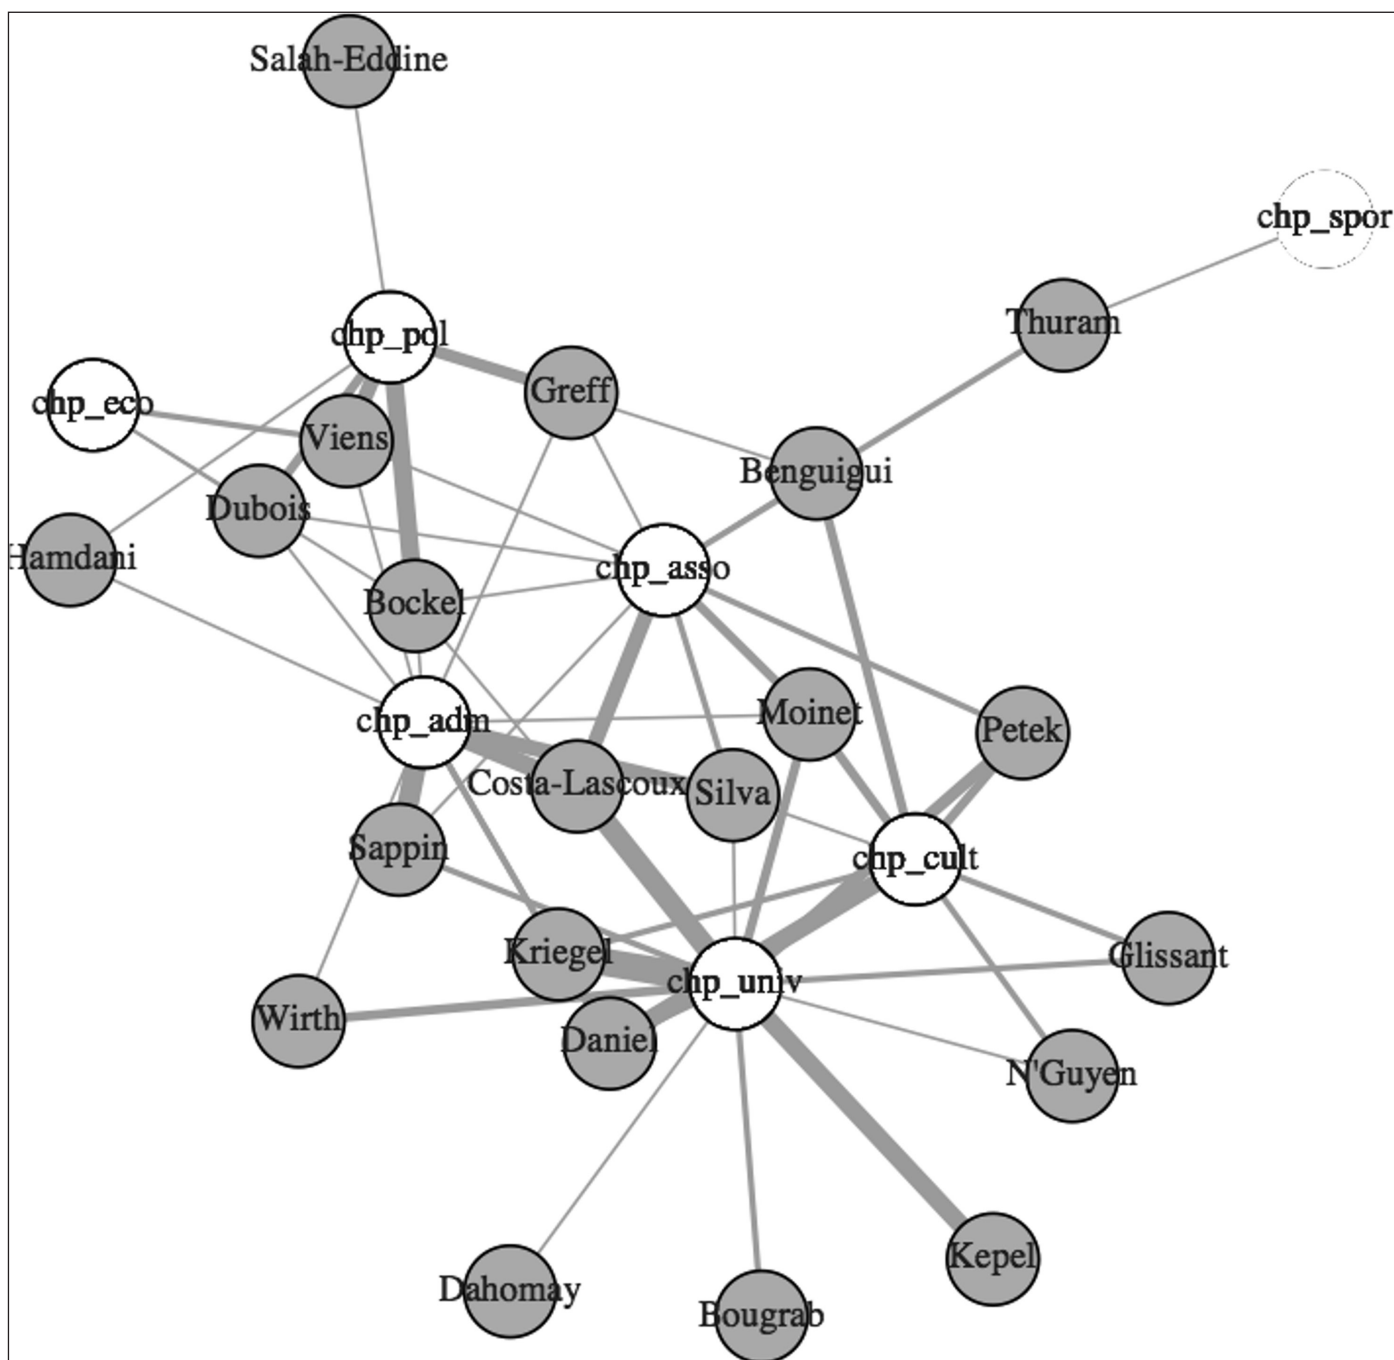 Salah-Eddine
chp_spor
Thuram
chp_pol
Greff
chp_eco
Viens
Benguigui
Dubois
Hamdani
chp_asso
Bockel
chp_adm
Moinet
Petek
Costa-Lascoux
Silva
Sappin
chp_cult
Kriegel
Glissant
chp_univ
Wirth
Daniel
N'Guyen
Kepel
Dahomay
Bougrab